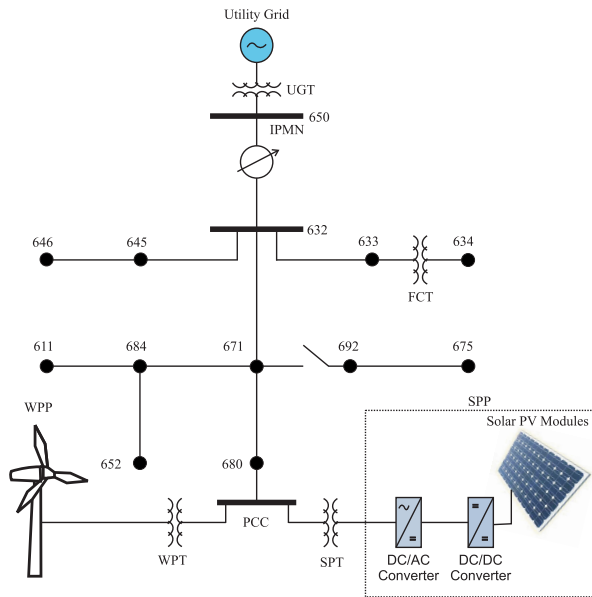 Utility Grid
UGT
650
IPMN
632
646
645
633
634
FCT
611
684
671
692
675
WPP
SPP
Solar PV Modules
652
680
PCC
WPT
SPT
DC/AC
Converter
DC/DC
Converter